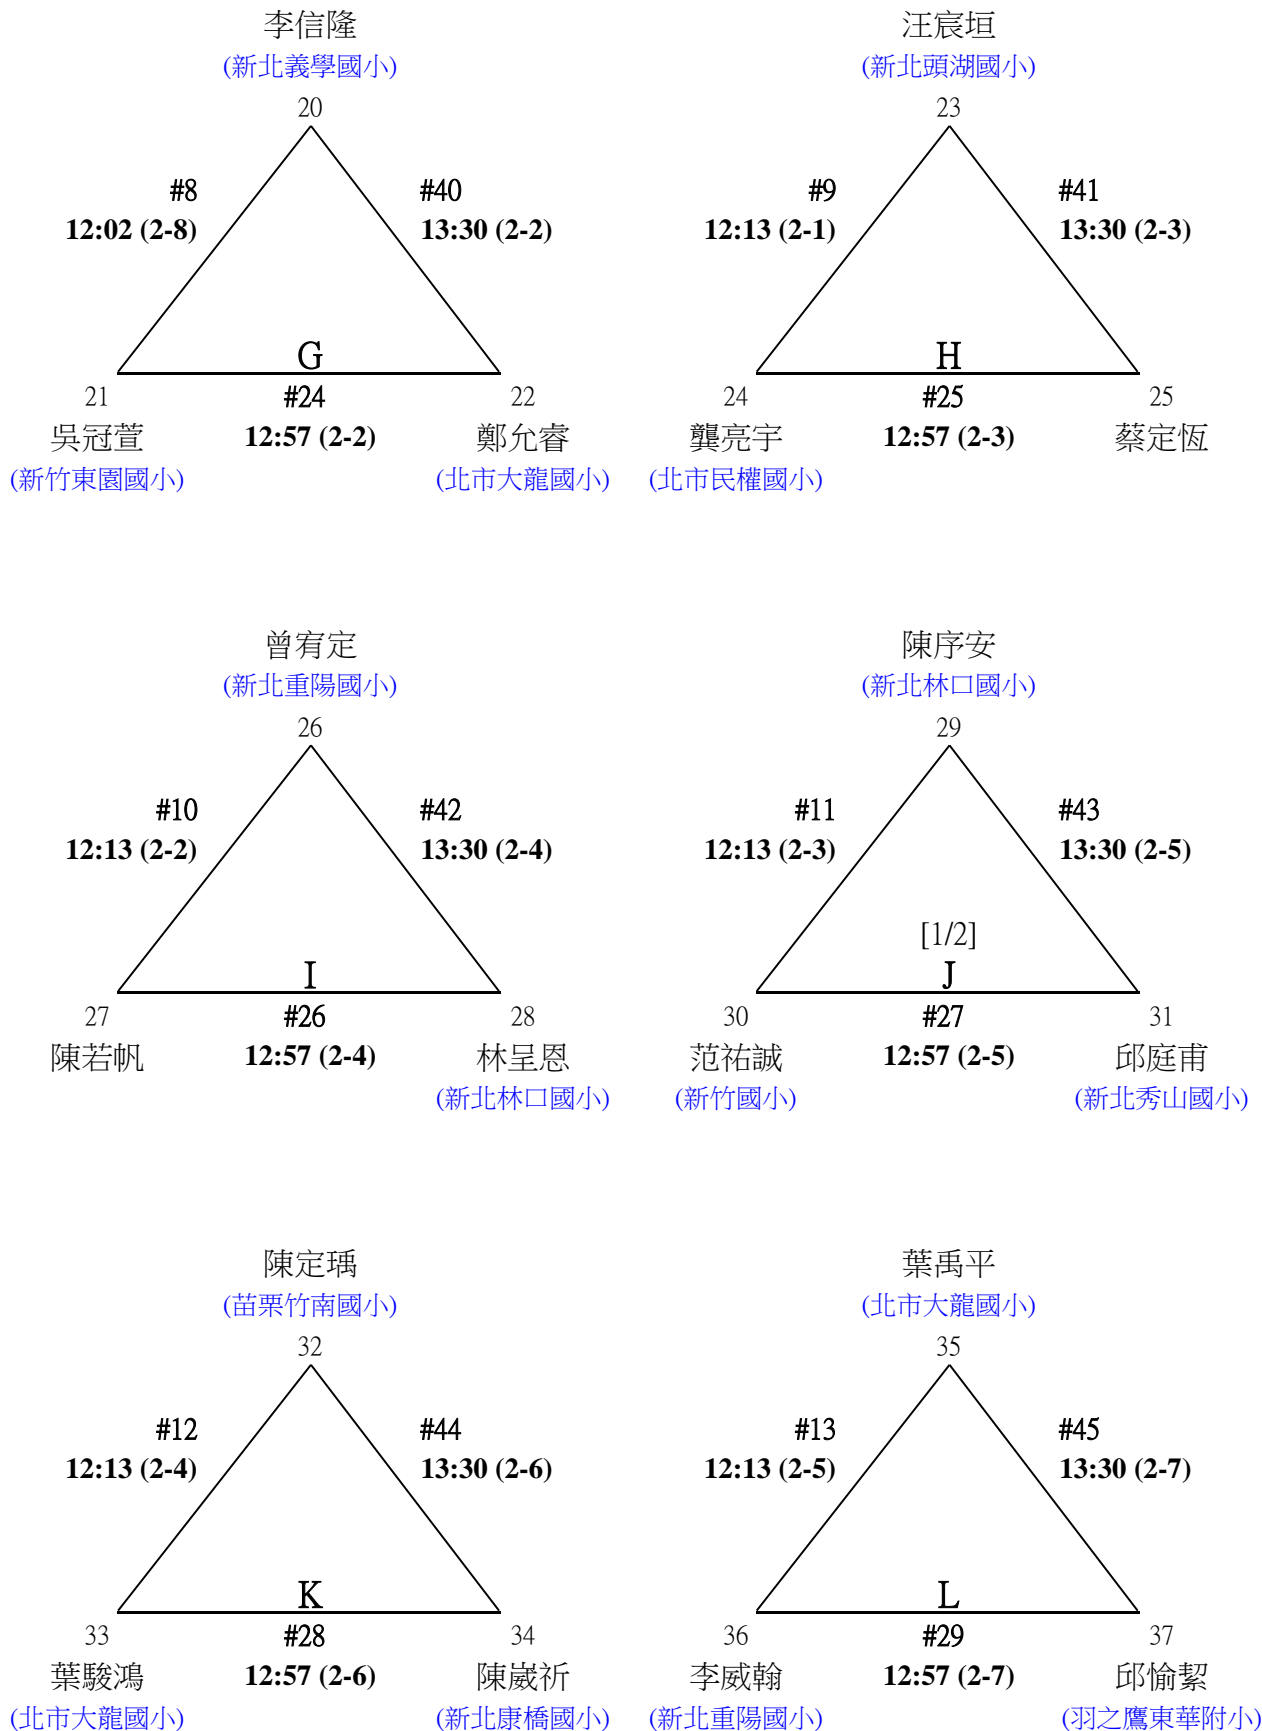 李信隆
(新北義學國小)
20
#8
12:02 (2-8)
#40
13:30 (2-2)
G
21
#24
22
吳冠萱
12:57 (2-2)
鄭允睿
(新竹東園國小)
(北市大龍國小)
汪宸垣
(新北頭湖國小)
23
#9
12:13 (2-1)
#41
13:30 (2-3)
H
24
#25
25
龔亮宇
12:57 (2-3)
蔡定恆
(北市民權國小)
曾宥定
(新北重陽國小)
26
#10
12:13 (2-2)
#42
13:30 (2-4)
I
27
#26
28
陳若帆
12:57 (2-4)
林呈恩
(新北林口國小)
陳序安
(新北林口國小)
29
#11
12:13 (2-3)
#43
13:30 (2-5)
[1/2]
J
30
#27
31
范祐誠
12:57 (2-5)
邱庭甫
(新竹國小)
(新北秀山國小)
陳定瑀
(苗栗竹南國小)
32
#12
12:13 (2-4)
#44
13:30 (2-6)
K
33
#28
34
葉駿鴻
12:57 (2-6)
陳崴祈
(北市大龍國小)
(新北康橋國小)
葉禹平
(北市大龍國小)
35
#13
12:13 (2-5)
#45
13:30 (2-7)
L
36
#29
37
李威翰
12:57 (2-7)
邱愉絜
(新北重陽國小)
(羽之鷹東華附小)